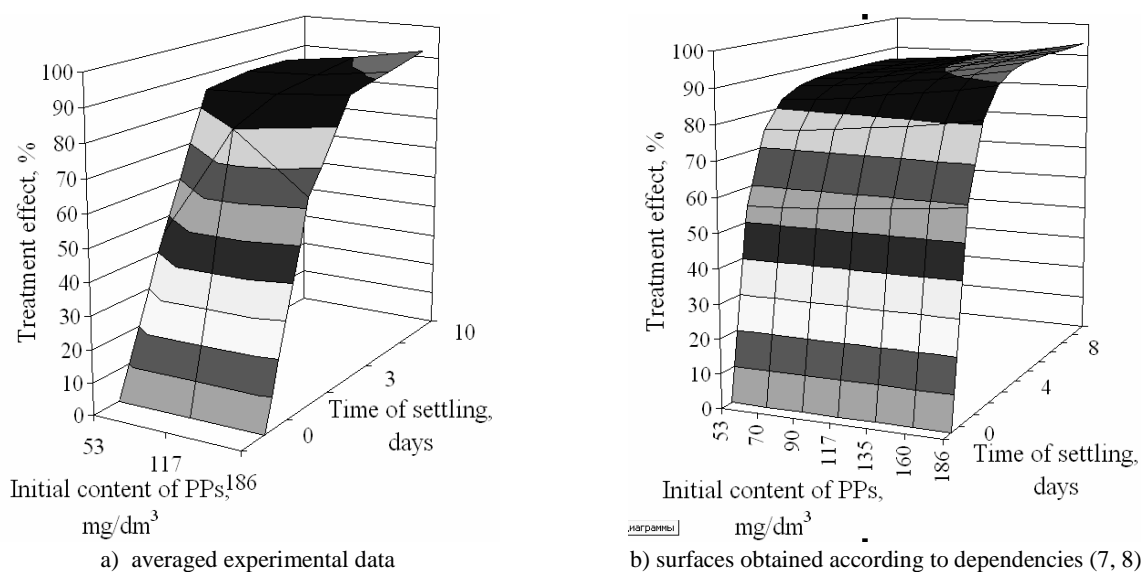 100
90
80
70
60
50
40
30
20
10
0
Treatment effect, %
53
117
186
Initial content of PPs,
mg/dm³
0
3
10
Time of settling,
days
a) averaged experimental data
100
90
80
70
60
50
40
30
20
10
0
Treatment effect, %
53
70
90
117
135
160
186
Initial content of PPs,
mg/dm³
0
4
8
Time of settling,
days
иаграммы
b) surfaces obtained according to dependencies (7, 8)